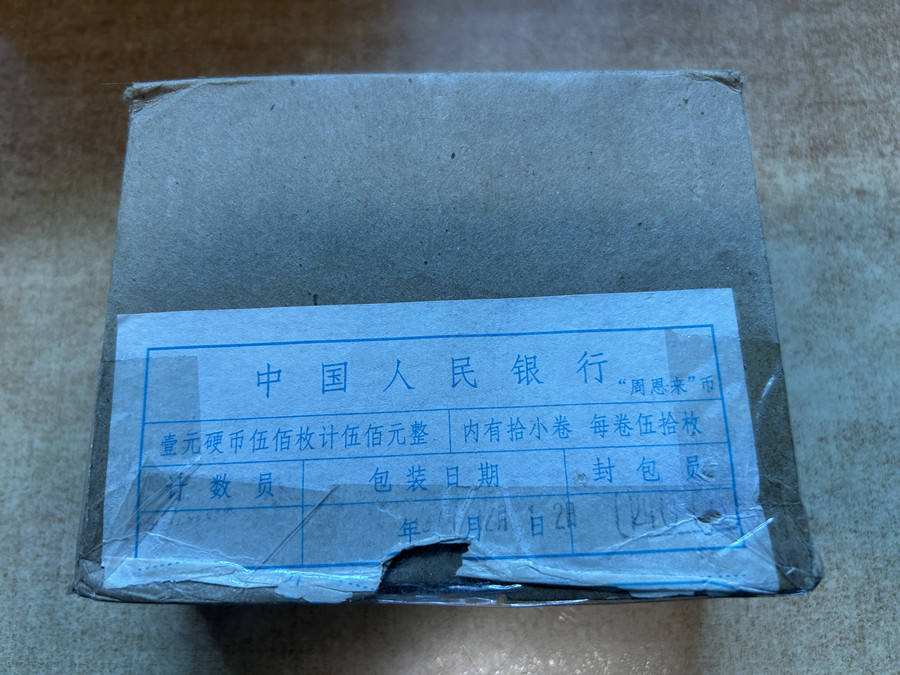 中国人民银行 “周恩来”币
壹元硬币伍佰枚计伍佰元整 内有拾小卷 每卷伍拾枚
计数员 包装日期 封包员
年 月 日